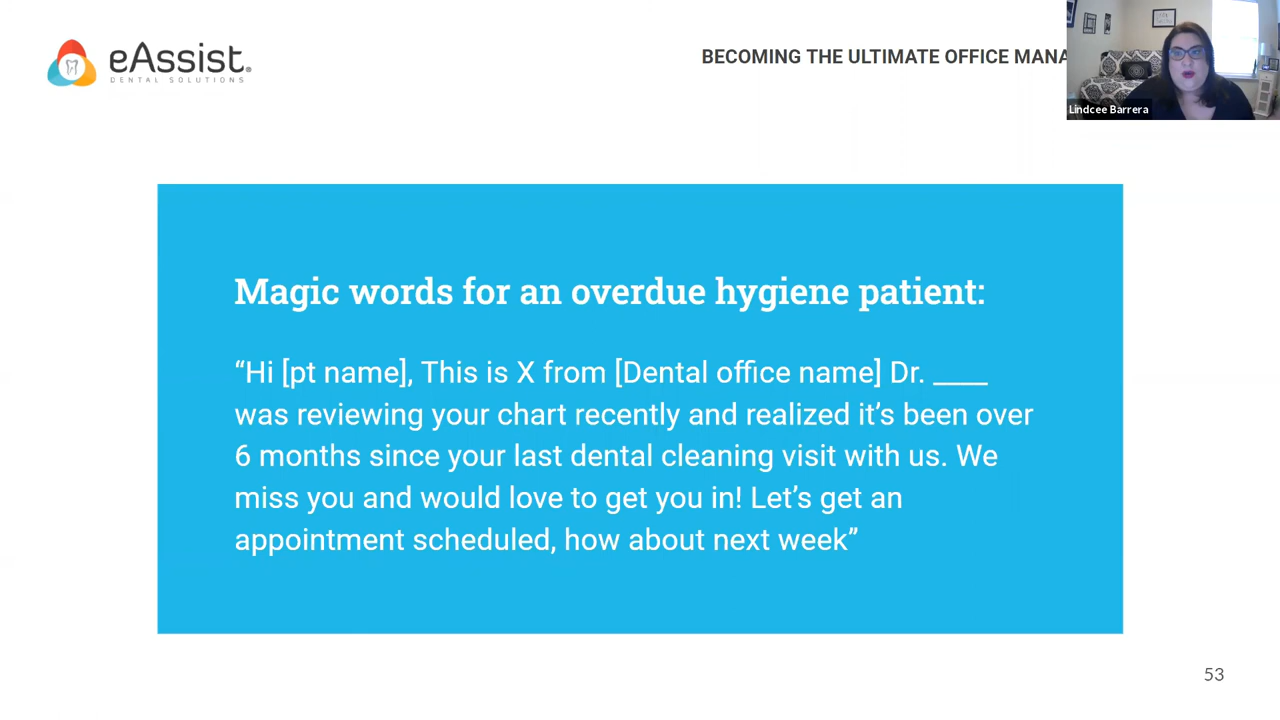 eAssist®
DENTAL SOLUTIONS
BECOMING THE ULTIMATE OFFICE
Lindcee Barrera
Magic words for an overdue hygiene patient:
“Hi [pt name], This is X from [Dental office name] Dr. ____
was reviewing your chart recently and realized it’s been over
6 months since your last dental cleaning visit with us. We
miss you and would love to get you in! Let’s get an
appointment scheduled, how about next week”
53